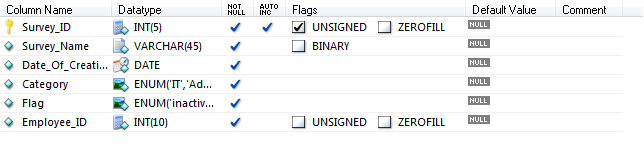 Column Name Datatype NOT NULL AUTO INC Flags Default Value Comment
Survey_ID INT(5) UNSIGNED ZEROFILL NULL
Survey_Name VARCHAR(45) BINARY NULL
Date_Of_Creati... DATE NULL
Category ENUM('IT','Ad... NULL
Flag ENUM('inactiv... NULL
Employee_ID INT(10) UNSIGNED ZEROFILL NULL